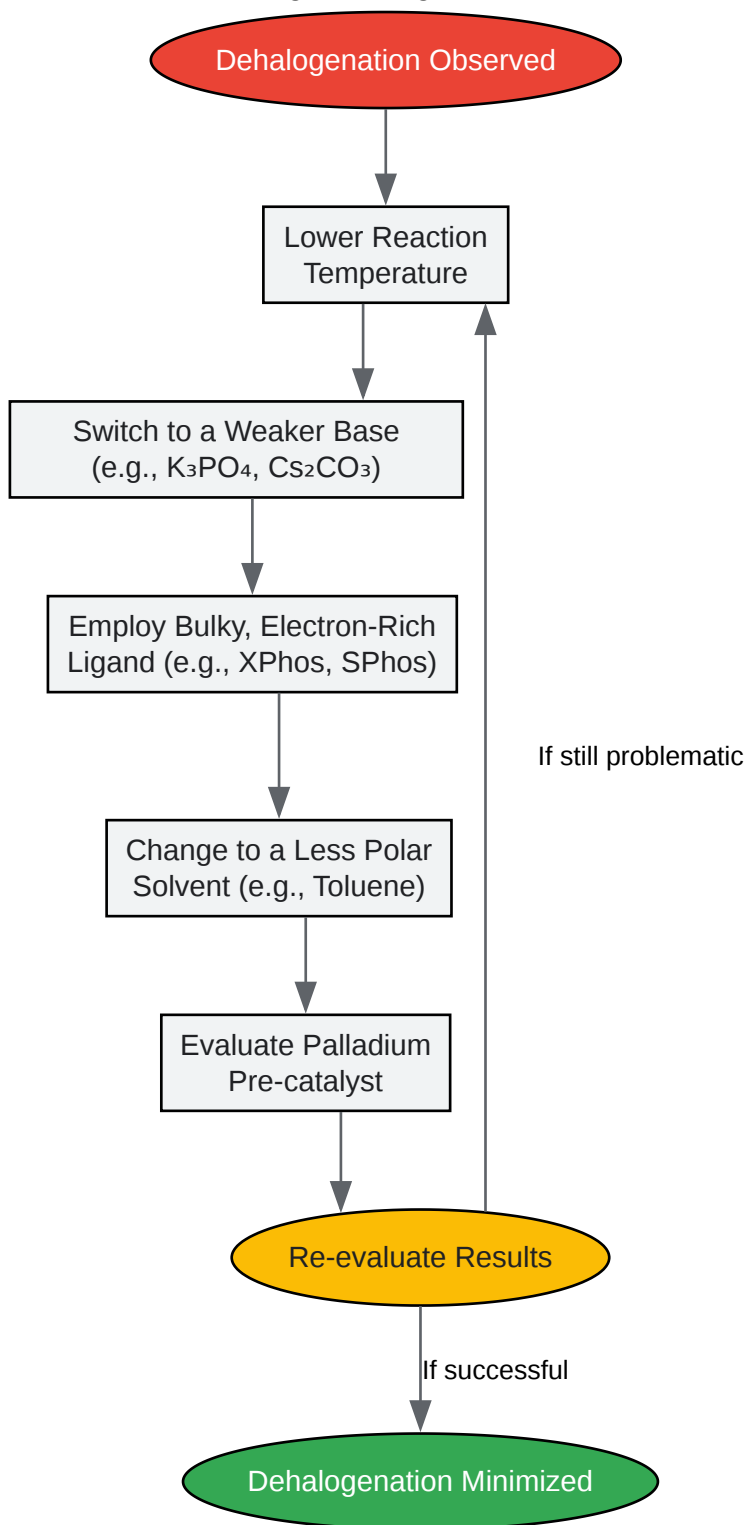 Dehalogenation Observed
Lower Reaction
Temperature
Switch to a Weaker Base
(e.g., K₃PO₄, Cs₂CO₃)
Employ Bulky, Electron-Rich
Ligand (e.g., XPhos, SPhos)
If still problematic
Change to a Less Polar
Solvent (e.g., Toluene)
Evaluate Palladium
Pre-catalyst
Re-evaluate Results
If successful
Dehalogenation Minimized